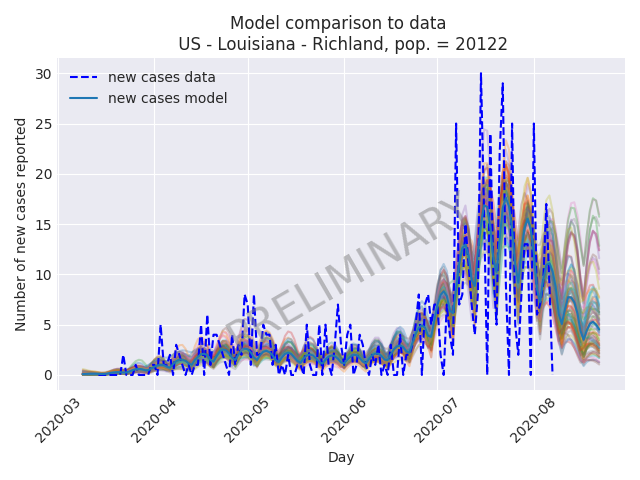 Model comparison to data
US - Louisiana - Richland, pop. = 20122
new cases data
new cases model
PRELIMINARY
Number of new cases reported
30
25
20
15
10
5
0
2020-03
2020-04
2020-05
2020-06
2020-07
2020-08
Day